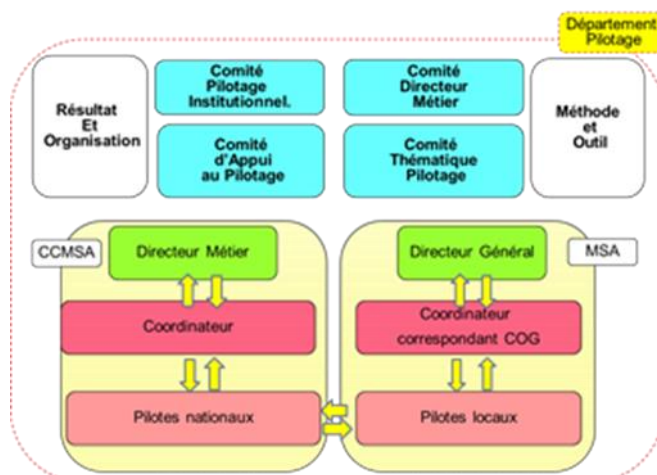 Département
Pilotage
Résultat
Et
Organisation
Comité
Pilotage
Institutionnel.
Comité
Directeur
Métier
Méthode
et
Outil
Comité
d'Appui
au Pilotage
Comité
Thématique
Pilotage
CCMSA
Directeur Métier
Directeur Général
MSA
Coordinateur
Coordinateur
correspondant COG
Pilotes nationaux
Pilotes locaux